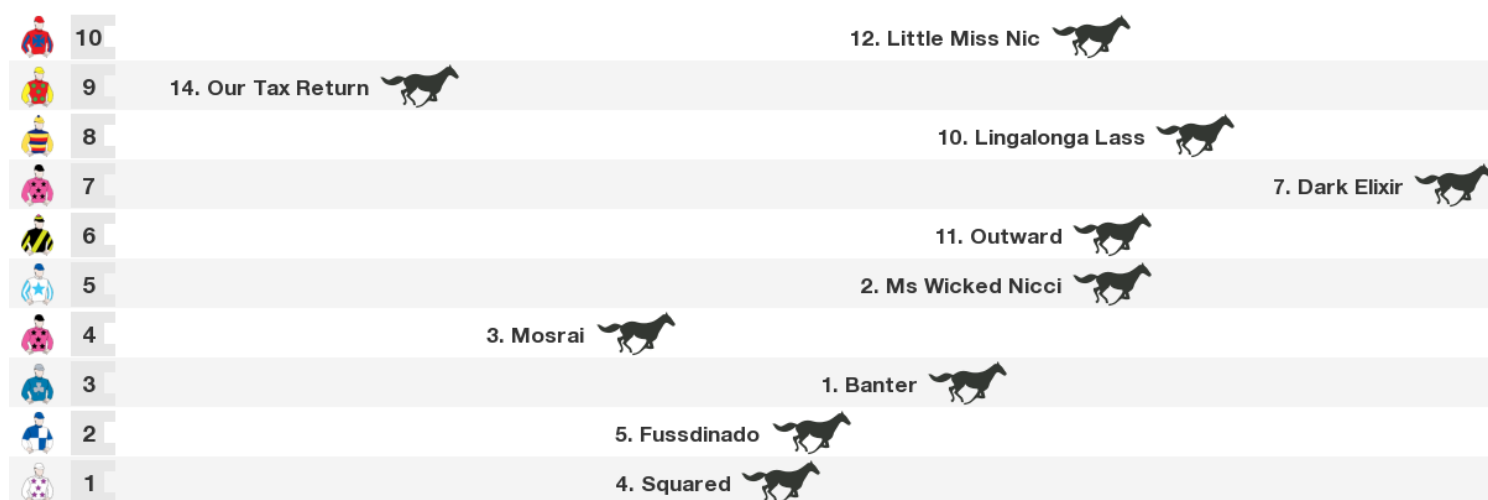 10 12. Little Miss Nic
9 14. Our Tax Return
8 10. Lingalonga Lass
7 7. Dark Elixir
6 11. Outward
5 2. Ms Wicked Nicci
4 3. Mosrai
3 1. Banter
2 5. Fussdinado
1 4. Squared